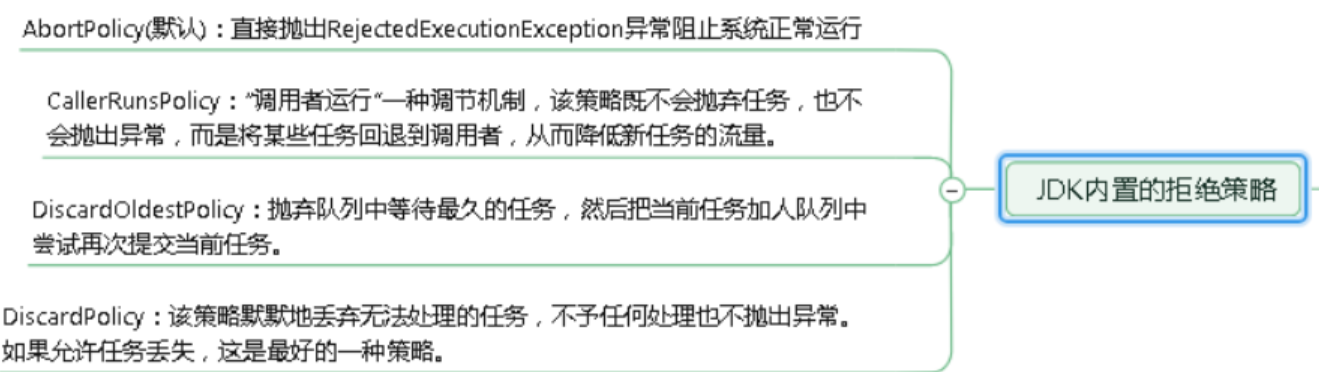 AbortPolicy(默认)：直接抛出RejectedExecutionException异常阻止系统正常运行
CallerRunsPolicy："调用者运行"一种调节机制，该策略既不会抛弃任务，也不
会抛出异常，而是将某些任务回退到调用者，从而降低新任务的流量。
DiscardOldestPolicy：抛弃队列中等待最久的任务，然后把当前任务加人队列中
尝试再次提交当前任务。
DiscardPolicy：该策略默默地丢弃无法处理的任务，不予任何处理也不抛出异常。
如果允许任务丢失，这是最好的一种策略。
JDK内置的拒绝策略